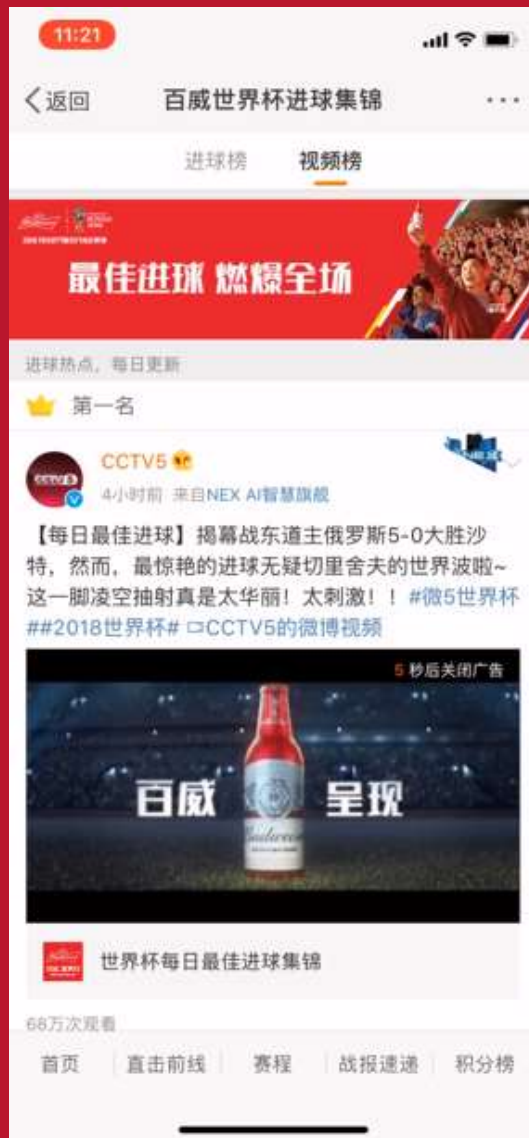 11:21
返回 百威世界杯进球集锦
进球榜 视频榜
最佳进球 燃爆全场
进球热点，每日更新
第一名
CCTV5
4小时前 来自NEX AI智慧旗舰
【每日最佳进球】揭幕战东道主俄罗斯5-0大胜沙
特，然而，最惊艳的进球无疑切里舍夫的世界波啦~
这一脚凌空抽射真是太华丽！太刺激！！#微5世界杯
##2018世界杯# CCTV5的微博视频
5 秒后关闭广告
百威 呈现
Budweiser
世界杯每日最佳进球集锦
68万次观看
首页 直击前线 赛程 战报速递 积分榜